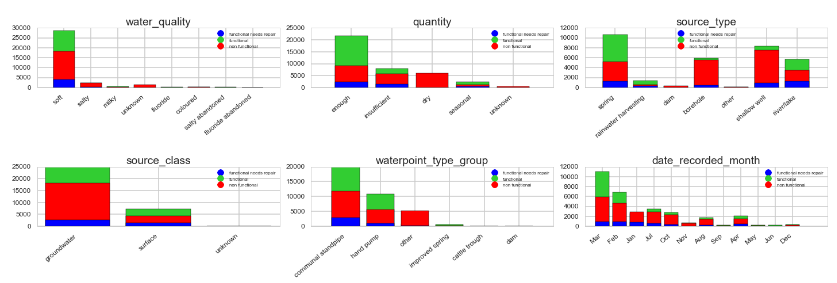 water_quality
30000
25000
20000
15000
10000
5000
0
functional needs repair
functional
non functional
soft
salty
milky
unknown
fluoride
coloured
salty abandoned
fluoride abandoned
quantity
25000
20000
15000
10000
5000
0
functional needs repair
functional
non functional
enough
insufficient
dry
seasonal
unknown
source_type
12000
10000
8000
6000
4000
2000
0
functional needs repair
functional
non functional
spring
rainwater harvesting
dam
borehole
other
shallow well
river/lake
source_class
25000
20000
15000
10000
5000
0
functional needs repair
functional
non functional
groundwater
surface
unknown
waterpoint_type_group
20000
15000
10000
5000
0
functional needs repair
functional
non functional
communal standpipe
hand pump
other
improved spring
cattle trough
dam
date_recorded_month
12000
10000
8000
6000
4000
2000
0
functional needs repair
functional
non functional
Mar
Feb
Jan
Jul
Oct
Nov
Aug
Sep
Apr
May
Jun
Dec